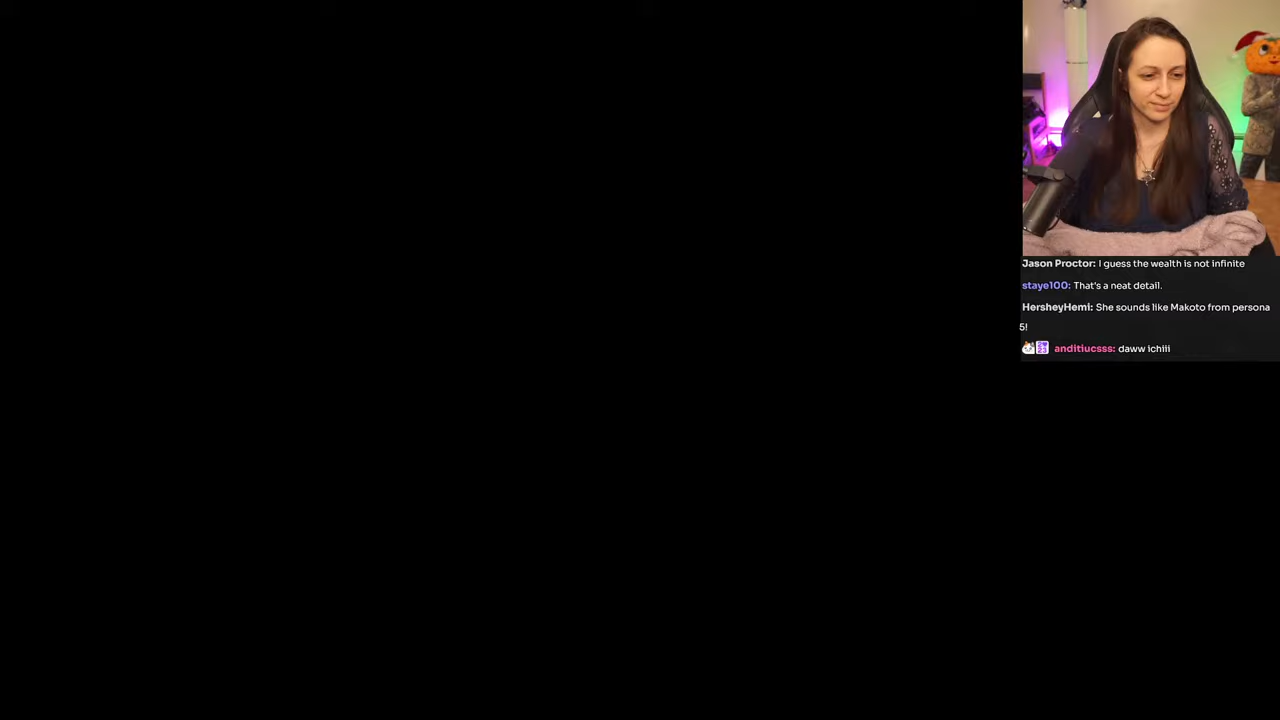 Jason Proctor: I guess the wealth is not infinite
staye100: That's a neat detail.
HersheyHemi: She sounds like Makoto from persona
5!
anditiucsss: daww ichiii